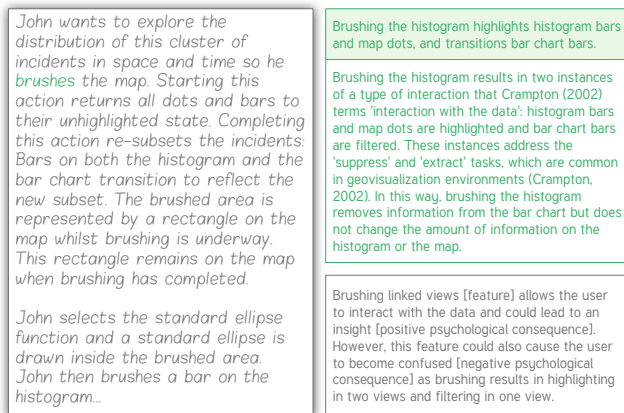 John wants to explore the
distribution of this cluster of
incidents in space and time so he
brushes the map. Starting this
action returns all dots and bars to
their unhighlighted state. Completing
this action re-subsets the incidents:
Bars on both the histogram and the
bar chart transition to reflect the
new subset. The brushed area is
represented by a rectangle on the
map whilst brushing is underway.
This rectangle remains on the map
when brushing has completed.
John selects the standard ellipse
function and a standard ellipse is
drawn inside the brushed area.
John then brushes a bar on the
histogram...
Brushing the histogram highlights histogram bars
and map dots, and transitions bar chart bars.
Brushing the histogram results in two instances
of a type of interaction that Crampton (2002)
terms 'interaction with the data': histogram bars
and map dots are highlighted and bar chart bars
are filtered. These instances address the
'suppress' and 'extract' tasks, which are common
in geovisualization environments (Crampton,
2002). In this way, brushing the histogram
removes information from the bar chart but does
not change the amount of information on the
histogram or the map.
Brushing linked views [feature] allows the user
to interact with the data and could lead to an
insight [positive psychological consequence].
However, this feature could also cause the user
to become confused [negative psychological
consequence] as brushing results in highlighting
in two views and filtering in one view.